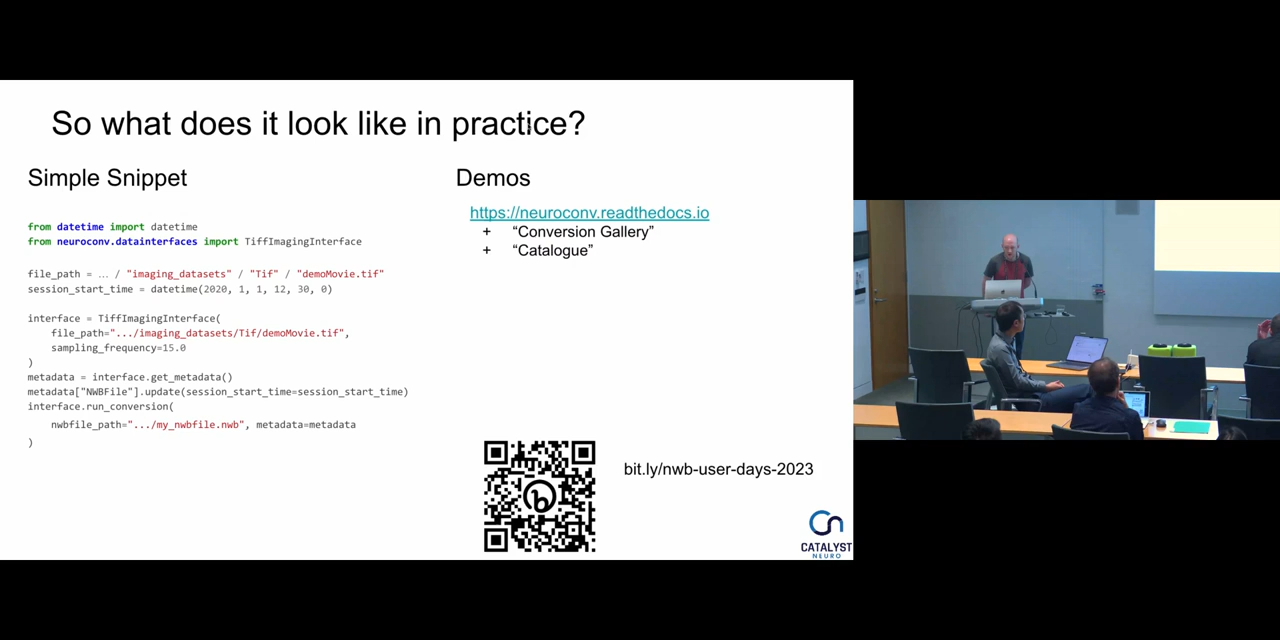 So what does it look like in practice?
Simple Snippet
from datetime import datetime
from neuroconv.datainterfaces import TiffImagingInterface
file_path = ... / "imaging_datasets" / "Tif" / "demoMovie.tif"
session_start_time = datetime(2020, 1, 1, 12, 30, 0)
interface = TiffImagingInterface(
file_path=".../imaging_datasets/Tif/demoMovie.tif",
sampling_frequency=15.0
)
metadata = interface.get_metadata()
metadata["NWBFile"].update(session_start_time=session_start_time)
interface.run_conversion(
nwbfile_path=".../my_nwbfile.nwb", metadata=metadata
)
Demos
https://neuroconv.readthedocs.io
+ “Conversion Gallery”
+ “Catalogue”
bit.ly/nwb-user-days-2023
CATALYST
NEURO